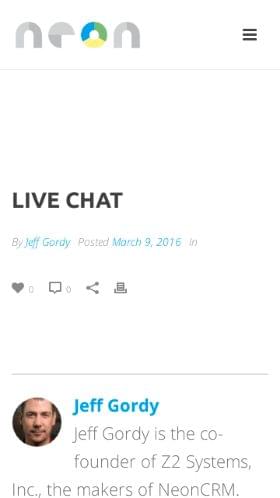 neon
LIVE CHAT
By Jeff Gordy Posted March 9, 2016 In
0 0
Jeff Gordy
Jeff Gordy is the co-
founder of Z2 Systems,
Inc., the makers of NeonCRM.